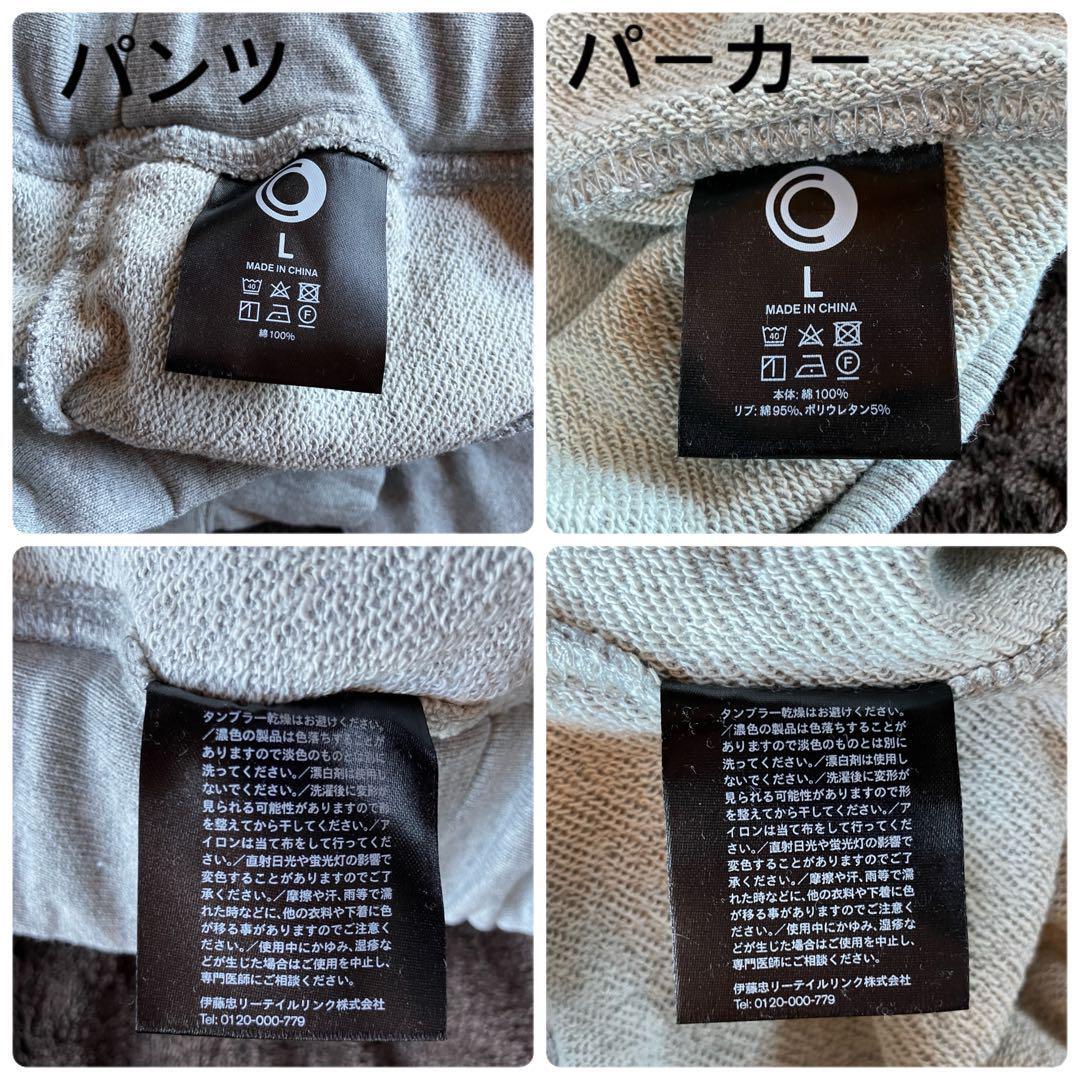 パンツ
L
MADE IN CHINA
40
F
綿100%
パーカー
L
MADE IN CHINA
40
F
本体: 綿100%
リブ: 綿95%、ポリウレタン5%
タンブラー乾燥はお避けください。
／濃色の製品は色落ちすることが
ありますので淡色のものとは別に
洗ってください。／漂白剤は使用し
ないでください。／洗濯後に変形が
見られる可能性がありますので形
を整えてから干してください。／ア
イロンは当て布をして行ってくだ
さい。／直射日光や蛍光灯の影響で
変色することがありますのでご了
承ください。／摩擦や汗、雨等で濡
れた時などに、他の衣料や下着に色
が移る事がありますのでご注意く
ださい。／使用中にかゆみ、湿疹な
どが生じた場合はご使用を中止し、
専門医師にご相談ください。
伊藤忠リーテイルリンク株式会社
Tel: 0120-000-779
タンブラー乾燥はお避けください。
／濃色の製品は色落ちすることが
ありますので淡色のものとは別に
洗ってください。／漂白剤は使用し
ないでください。／洗濯後に変形が
見られる可能性がありますので形
を整えてから干してください。／ア
イロンは当て布をして行ってくだ
さい。／直射日光や蛍光灯の影響で
変色することがありますのでご了
承ください。／摩擦や汗、雨等で濡
れた時などに、他の衣料や下着に色
が移る事がありますのでご注意く
ださい。／使用中にかゆみ、湿疹な
どが生じた場合はご使用を中止し、
専門医師にご相談ください。
伊藤忠リーテイルリンク株式会社
Tel: 0120-000-779